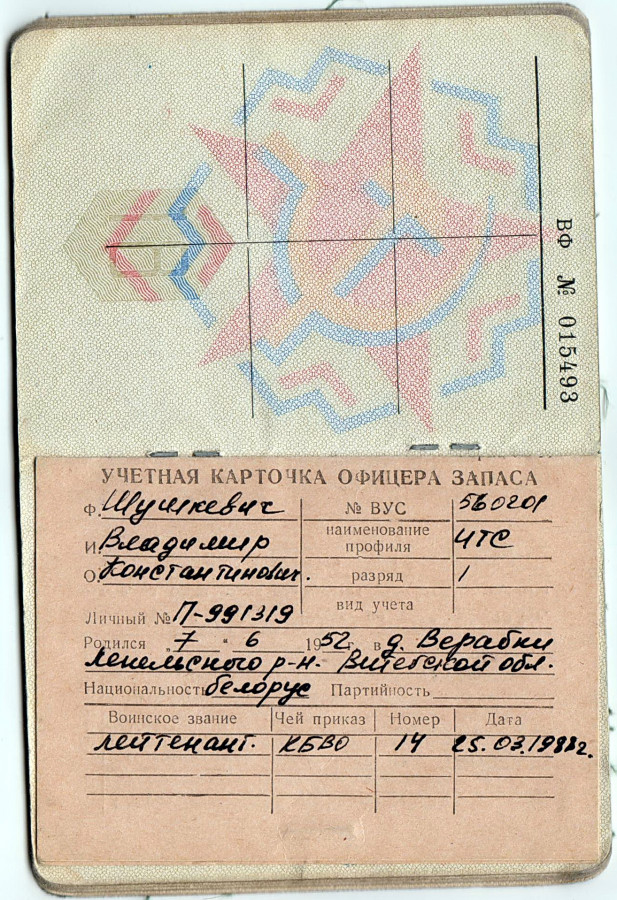 ВФ № 015493
УЧЕТНАЯ КАРТОЧКА ОФИЦЕРА ЗАПАСА
Ф. Шушкевич № ВУС 560201
И. Владимир наименование профиля ИТС
О. Константинович. разряд 1
Личный № П-991319 вид учета
Родился „ 7 " 6 1952 в д. Верабки
Лепельского р-н. Витебской обл.
Национальность белорус Партийность
Воинское звание Чей приказ Номер Дата
лейтенант. КБВО 14 25.03.1988г.